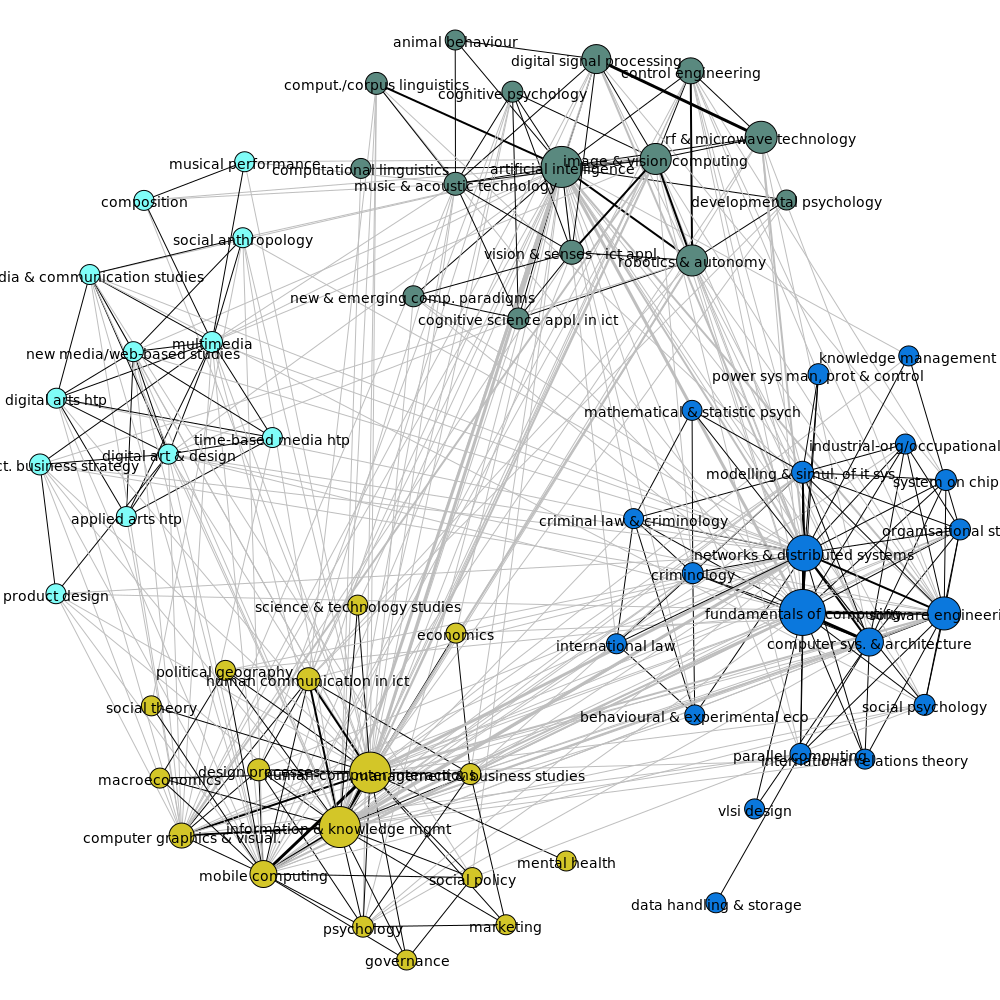 animal behaviour
digital signal processing
control engineering
comput./corpus linguistics
cognitive psychology
rf & microwave technology
musical performance
computational linguistics
artificial intelligence
image & vision computing
music & acoustic technology
composition
developmental psychology
social anthropology
vision & senses - ict appl.
robotics & autonomy
dia & communication studies
new & emerging comp. paradigms
cognitive science appl. in ict
multimedia
new media/web-based studies
knowledge management
power sys man, prot & control
digital arts htp
mathematical & statistic psych
time-based media htp
industrial-org/occupational
digital art & design
ct. business strategy
modelling & simul. of it sys.
system on chip
applied arts htp
criminal law & criminology
organisational st
networks & distributed systems
criminology
product design
science & technology studies
fundamentals of computing
software engineeri
economics
international law
computer sys. & architecture
political geography
human communication in ict
social theory
social psychology
behavioural & experimental eco
parallel computing
international relations theory
design processes
human-computer interactions
management & business studies
macroeconomics
vlsi design
information & knowledge mgmt
computer graphics & visual.
mental health
mobile computing
social policy
data handling & storage
psychology
marketing
governance